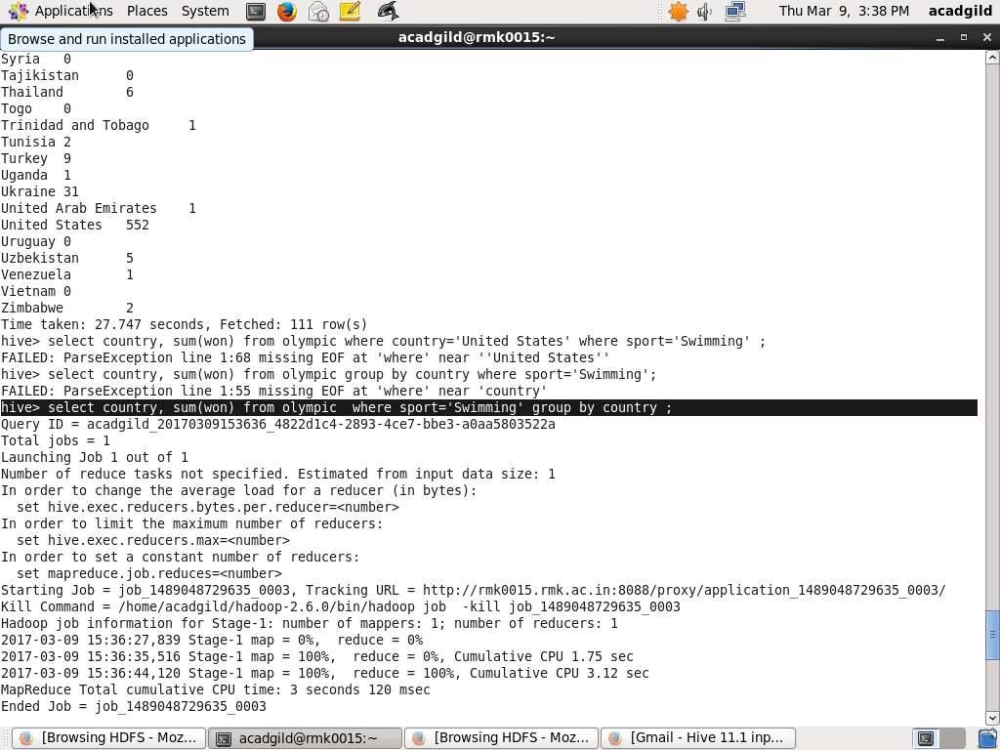 Applications Places System Thu Mar 9, 3:38 PM acadgild
Browse and run installed applications
acadgild@rmk0015:~
Syria 0
Tajikistan 0
Thailand 6
Togo 0
Trinidad and Tobago 1
Tunisia 2
Turkey 9
Uganda 1
Ukraine 31
United Arab Emirates 1
United States 552
Uruguay 0
Uzbekistan 5
Venezuela 1
Vietnam 0
Zimbabwe 2
Time taken: 27.747 seconds, Fetched: 111 row(s)
hive> select country, sum(won) from olympic where country='United States' where sport='Swimming' ;
FAILED: ParseException line 1:68 missing EOF at 'where' near ''United States''
hive> select country, sum(won) from olympic group by country where sport='Swimming';
FAILED: ParseException line 1:55 missing EOF at 'where' near 'country'
hive> select country, sum(won) from olympic  where sport='Swimming' group by country ;
Query ID = acadgild_20170309153636_4822d1c4-2893-4ce7-bbe3-a0aa5803522a
Total jobs = 1
Launching Job 1 out of 1
Number of reduce tasks not specified. Estimated from input data size: 1
In order to change the average load for a reducer (in bytes):
  set hive.exec.reducers.bytes.per.reducer=<number>
In order to limit the maximum number of reducers:
  set hive.exec.reducers.max=<number>
In order to set a constant number of reducers:
  set mapreduce.job.reduces=<number>
Starting Job = job_1489048729635_0003, Tracking URL = http://rmk0015.rmk.ac.in:8088/proxy/application_1489048729635_0003/
Kill Command = /home/acadgild/hadoop-2.6.0/bin/hadoop job  -kill job_1489048729635_0003
Hadoop job information for Stage-1: number of mappers: 1; number of reducers: 1
2017-03-09 15:36:27,839 Stage-1 map = 0%,  reduce = 0%
2017-03-09 15:36:35,516 Stage-1 map = 100%,  reduce = 0%, Cumulative CPU 1.75 sec
2017-03-09 15:36:44,120 Stage-1 map = 100%,  reduce = 100%, Cumulative CPU 3.12 sec
MapReduce Total cumulative CPU time: 3 seconds 120 msec
Ended Job = job_1489048729635_0003
[Browsing HDFS - Moz... acadgild@rmk0015:~ [Browsing HDFS - Moz... [Gmail - Hive 11.1 inp...